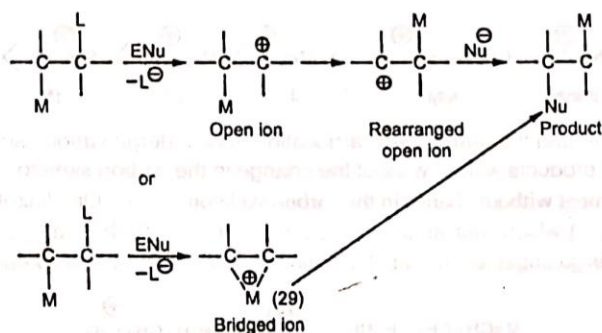 L M M
ENu Nu⊖
–C–C– –L⊖ –C–C⊕– –C⊕–C– –C–C–
M M Nu
Open ion Rearranged open ion Product
or
L
ENu
–C–C– –L⊖ –C–C–
⊕
M M (29)
Bridged ion